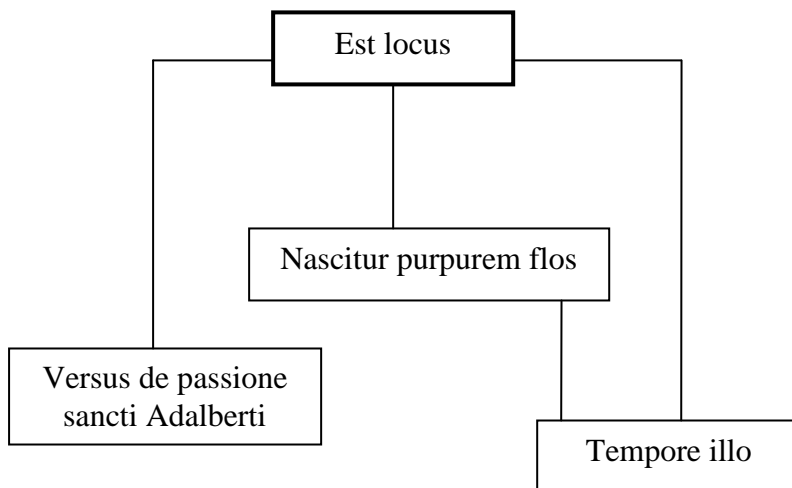 Est locus
Nascitur purpurem flos
Versus de passione
sancti Adalberti
Tempore illo